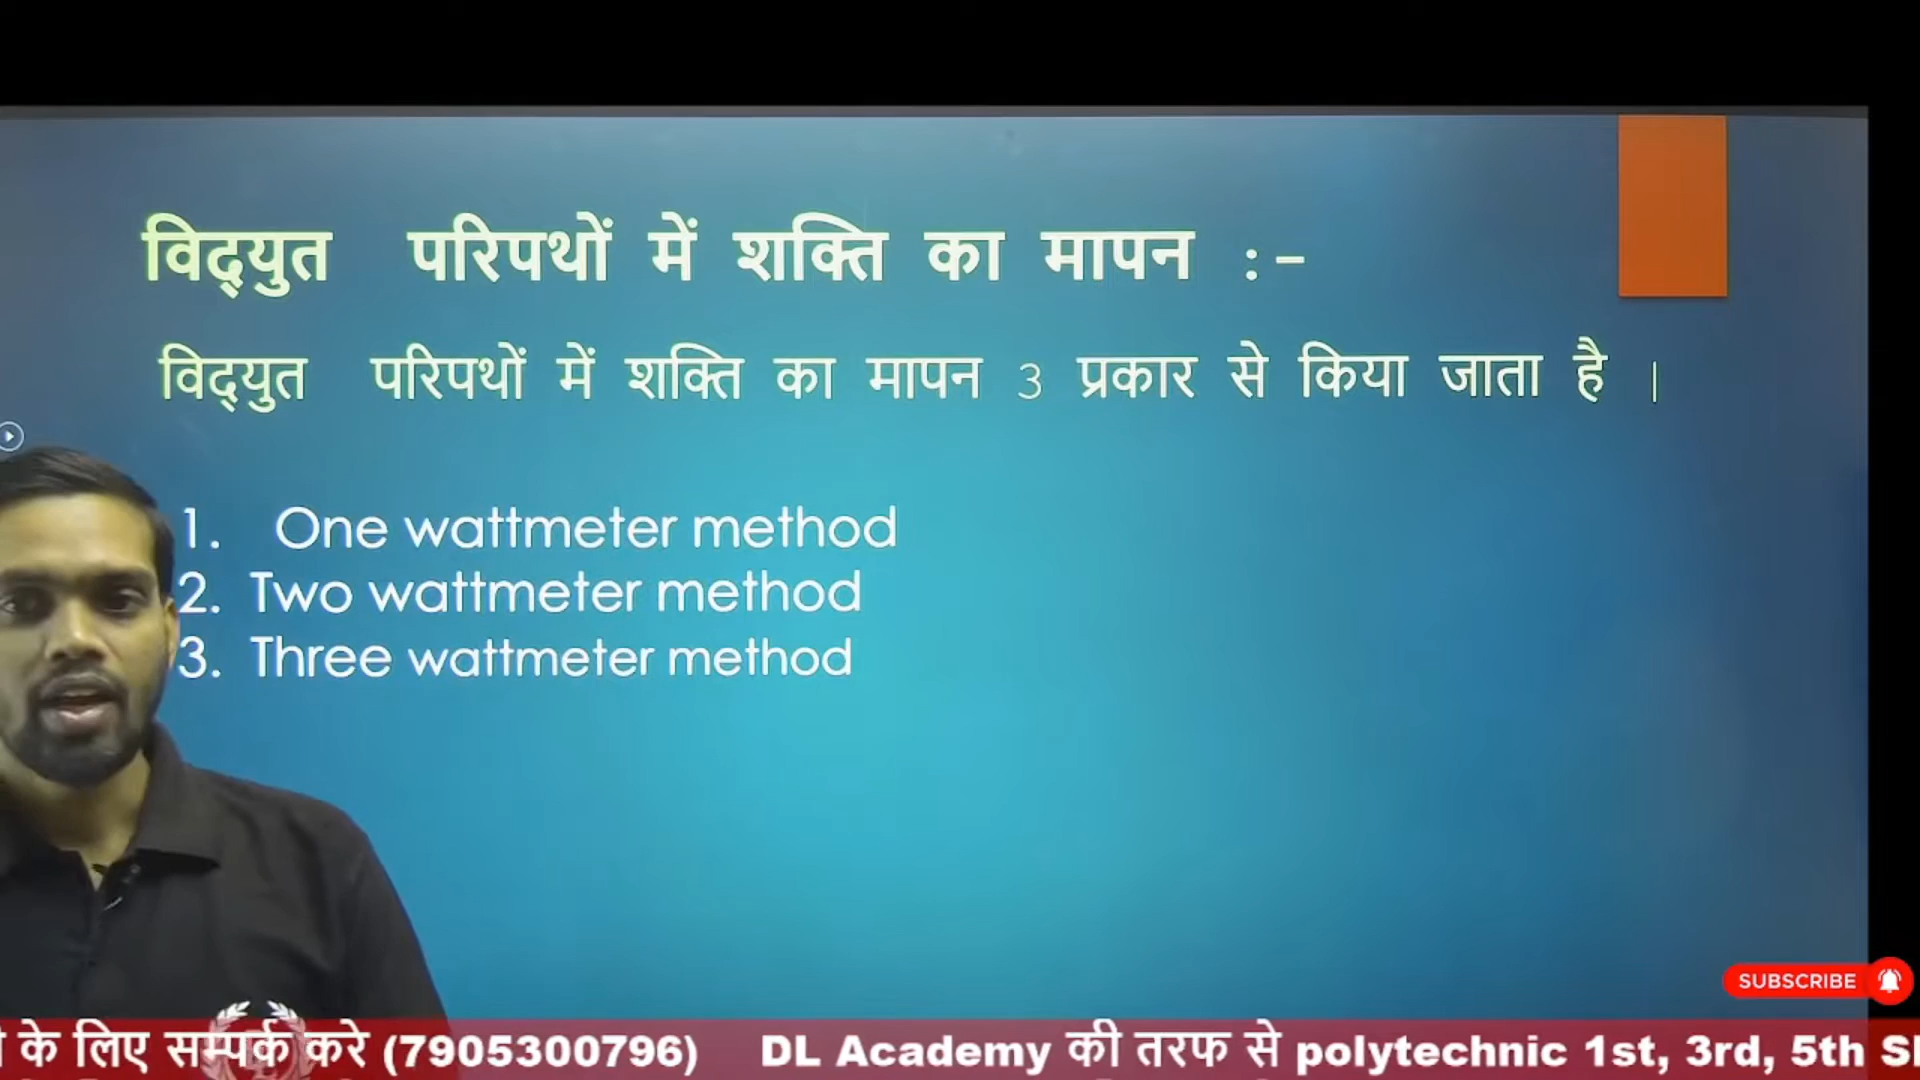 विद्युत परिपथों में शक्ति का मापन :-
विद्युत परिपथों में शक्ति का मापन 3 प्रकार से किया जाता है |
1. One wattmeter method
2. Two wattmeter method
3. Three wattmeter method
SUBSCRIBE
के लिए सम्पर्क करे (7905300796) DL Academy की तरफ से polytechnic 1st, 3rd, 5th